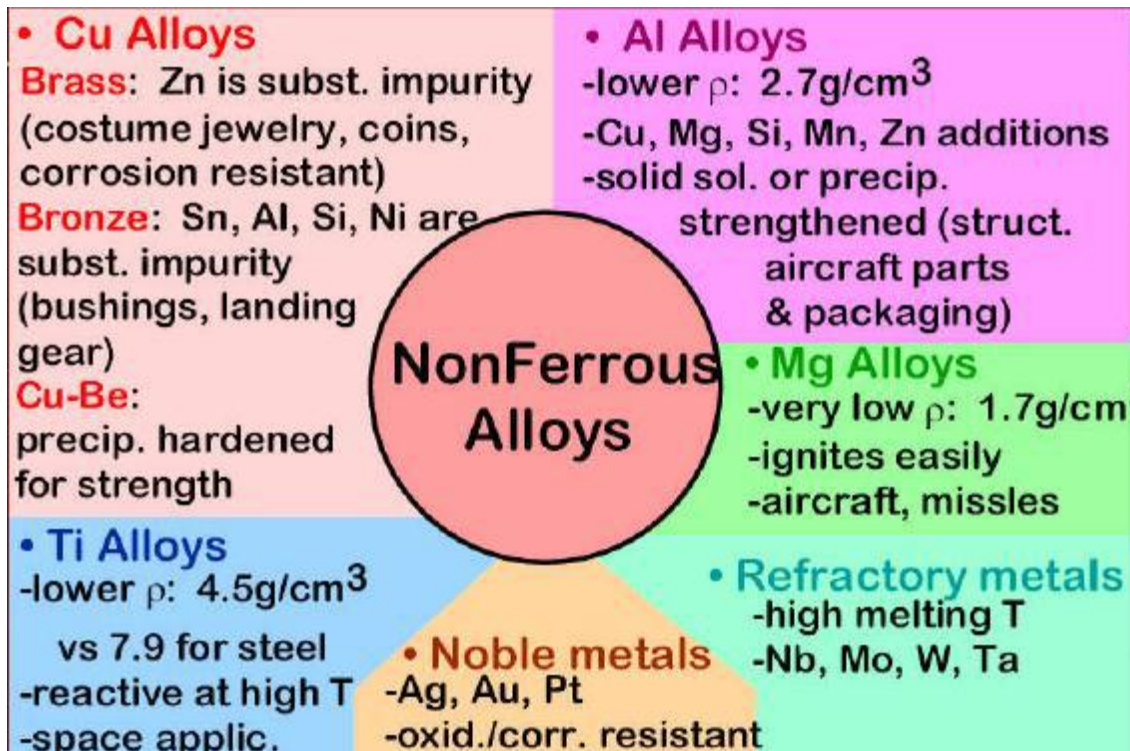 • Cu Alloys
Brass: Zn is subst. impurity
(costume jewelry, coins,
corrosion resistant)
Bronze: Sn, Al, Si, Ni are
subst. impurity
(bushings, landing
gear)
Cu-Be:
precip. hardened
for strength
• Al Alloys
-lower ρ: 2.7g/cm³
-Cu, Mg, Si, Mn, Zn additions
-solid sol. or precip.
strengthened (struct.
aircraft parts
& packaging)
NonFerrous
Alloys
• Mg Alloys
-very low ρ: 1.7g/cm
-ignites easily
-aircraft, missles
• Ti Alloys
-lower ρ: 4.5g/cm³
vs 7.9 for steel
-reactive at high T
-space applic.
• Noble metals
-Ag, Au, Pt
-oxid./corr. resistant
• Refractory metals
-high melting T
-Nb, Mo, W, Ta